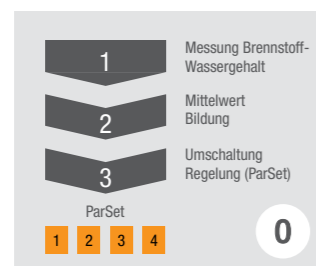 1
Messung Brennstoff-
Wassergehalt
2
Mittelwert
Bildung
3
Umschaltung
Regelung (ParSet)
ParSet
1 2 3 4
0